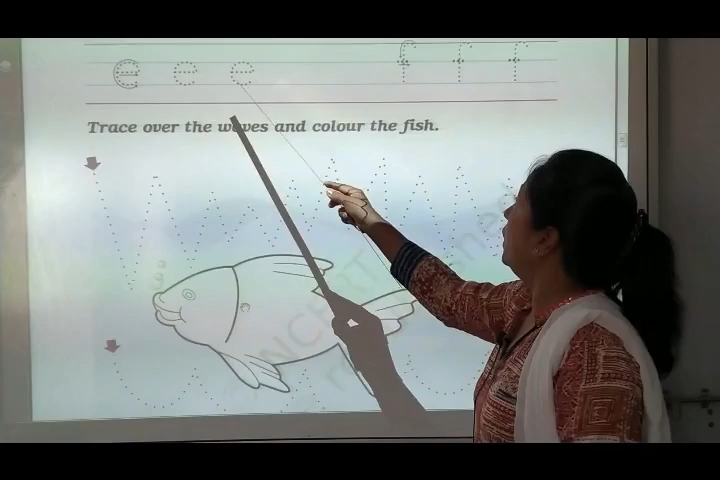 e e e f f f
Trace over the waves and colour the fish.